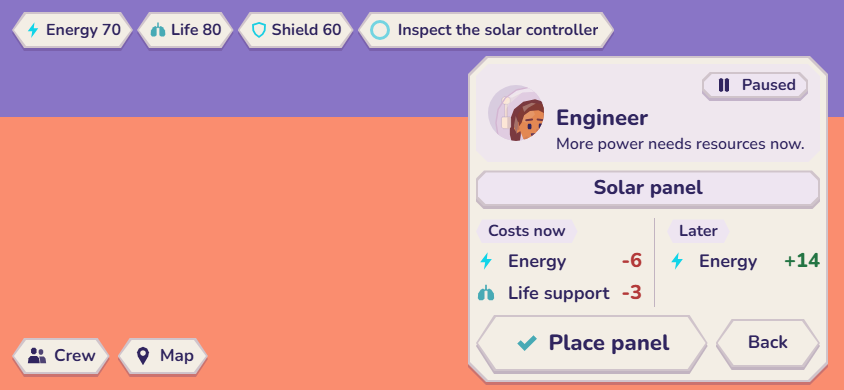 Energy 70
Life 80
Shield 60
Inspect the solar controller
Paused
Engineer
More power needs resources now.
Solar panel
Costs now
Energy -6
Life support -3
Later
Energy +14
Place panel
Back
Crew
Map